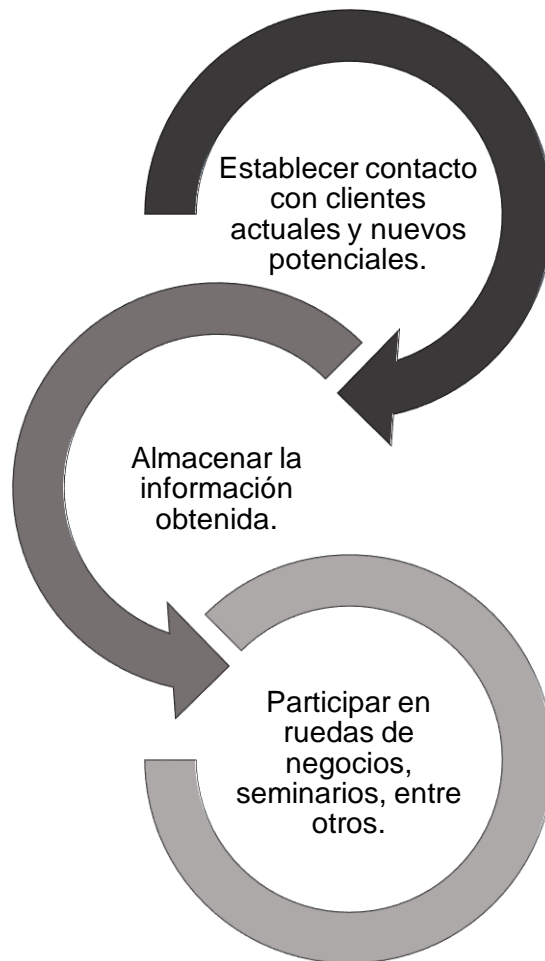 Establecer contacto
con clientes
actuales y nuevos
potenciales.
Almacenar la
información
obtenida.
Participar en
ruedas de
negocios,
seminarios, entre
otros.